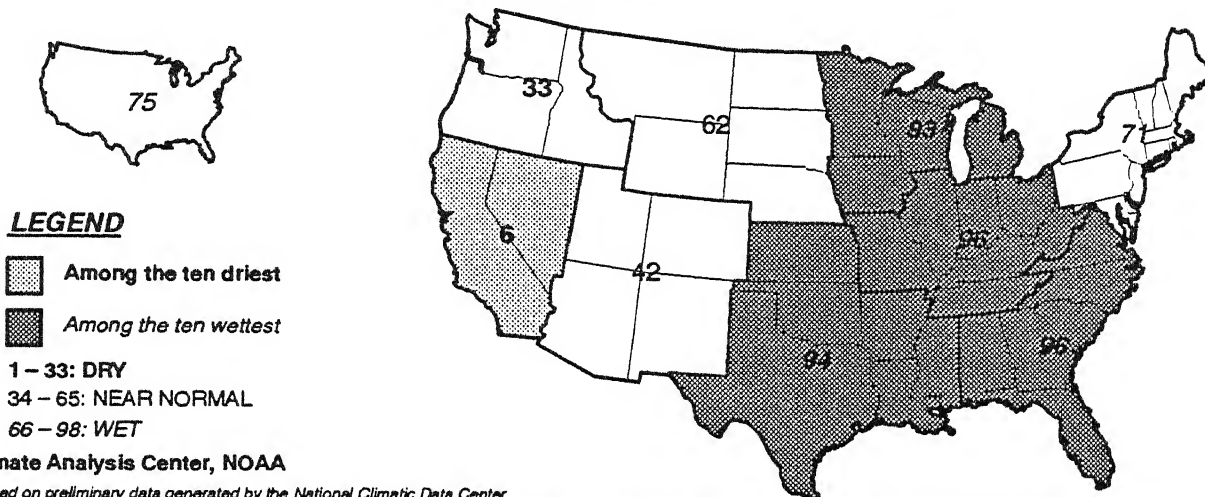 75
33
62
93
71
6
42
96
94
96
LEGEND
Among the ten driest
Among the ten wettest
1 – 33: DRY
34 – 65: NEAR NORMAL
66 – 98: WET
mate Analysis Center, NOAA
ed on preliminary data generated by the National Climatic Data Center